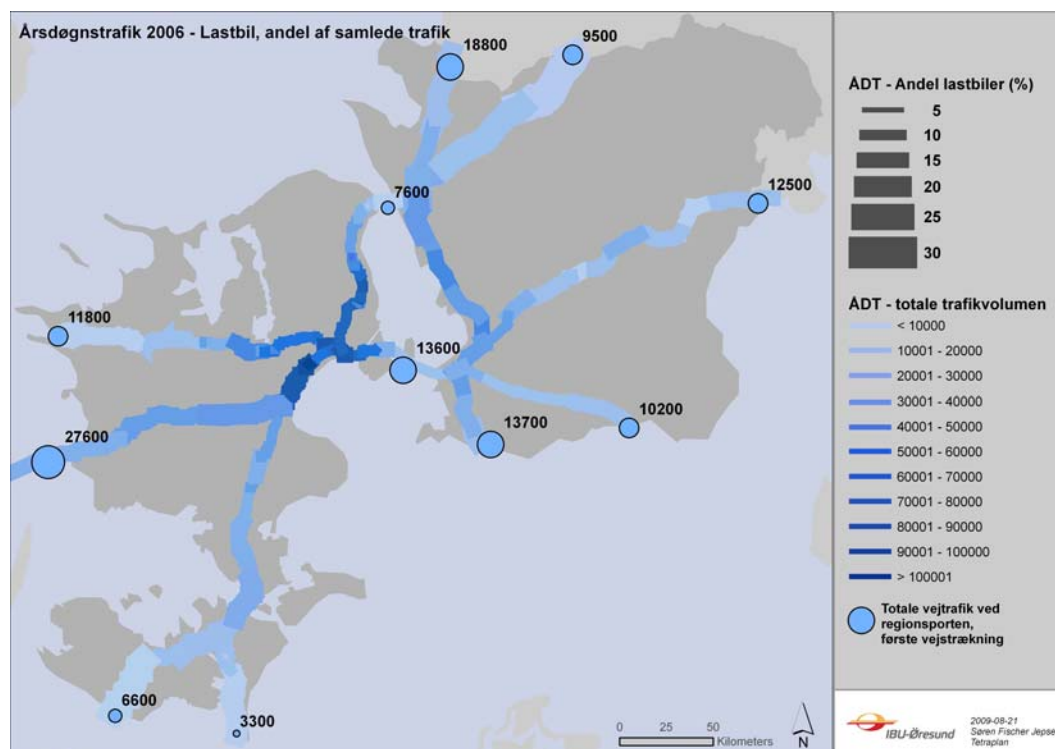 Årsdøgnstrafik 2006 - Lastbil, andel af samlede trafik
18800
9500
7600
12500
11800
13600
13700
10200
27600
6600
3300
0 25 50
Kilometers
N
ÅDT - Andel lastbiler (%)
5
10
15
20
25
30
ÅDT - totale trafikvolumen
< 10000
10001 - 20000
20001 - 30000
30001 - 40000
40001 - 50000
50001 - 60000
60001 - 70000
70001 - 80000
80001 - 90000
90001 - 100000
> 100001
Totale vejtrafik ved
regionsporten,
første vejstrækning
IBU-Øresund
2009-08-21
Søren Fischer Jepse
Tetraplan